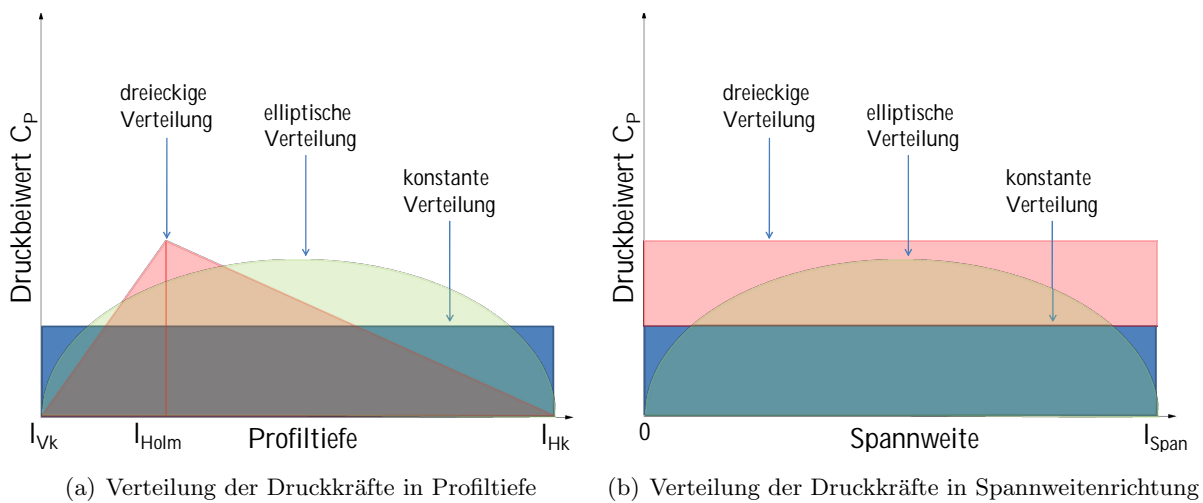 Druckbeiwert C_P
dreieckige
Verteilung
elliptische
Verteilung
konstante
Verteilung
l_Vk
l_Holm
Profiltiefe
l_Hk
(a) Verteilung der Druckkräfte in Profiltiefe
Druckbeiwert C_P
dreieckige
Verteilung
elliptische
Verteilung
konstante
Verteilung
0
Spannweite
l_Span
(b) Verteilung der Druckkräfte in Spannweitenrichtung